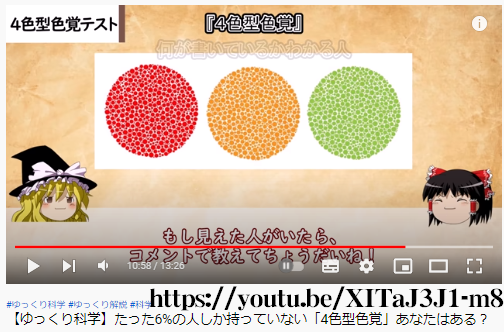 4色型色覚テスト
『4色型色覚』
何が書いているかわかる人
もし見えた人がいたら、
コメントで教えてちょうだいね！
10:58 / 13:26
#ゆっくり科学 #ゆっくり解説 #科学
https://youtu.be/XITaJ3J1-m8
【ゆっくり科学】たった6%の人しか持っていない「4色型色覚」あなたはある？